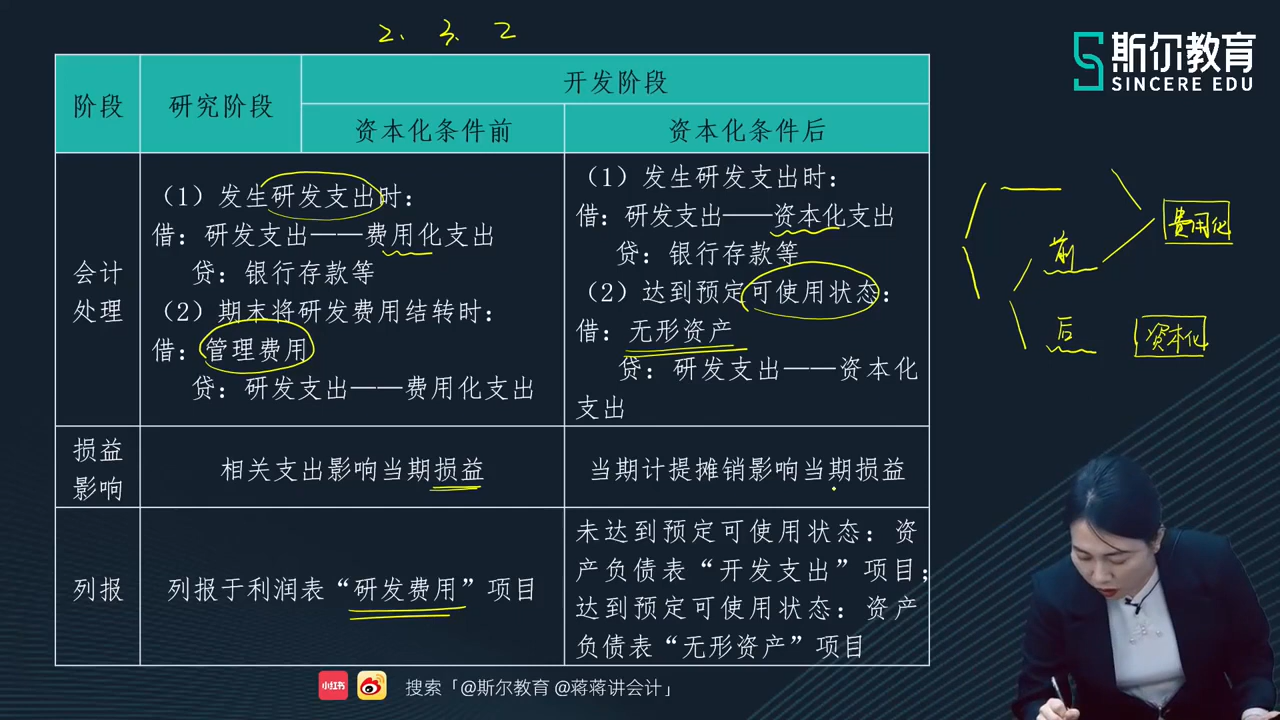 2. 3. 2
斯尔教育
SINCERE EDU
阶段
研究阶段
开发阶段
资本化条件前
资本化条件后
会计
处理
（1）发生研发支出时：
借：研发支出——费用化支出
贷：银行存款等
（2）期末将研发费用结转时：
借：管理费用
贷：研发支出——费用化支出
（1）发生研发支出时：
借：研发支出——资本化支出
贷：银行存款等
（2）达到预定可使用状态：
借：无形资产
贷：研发支出——资本化
支出
损益
影响
相关支出影响当期损益
当期计提摊销影响当期损益
列报
列报于利润表“研发费用”项目
未达到预定可使用状态：资
产负债表“开发支出”项目；
达到预定可使用状态：资产
负债表“无形资产”项目
前
费用化
后
资本化
小红书
搜索「@斯尔教育 @蒋蒋讲会计」